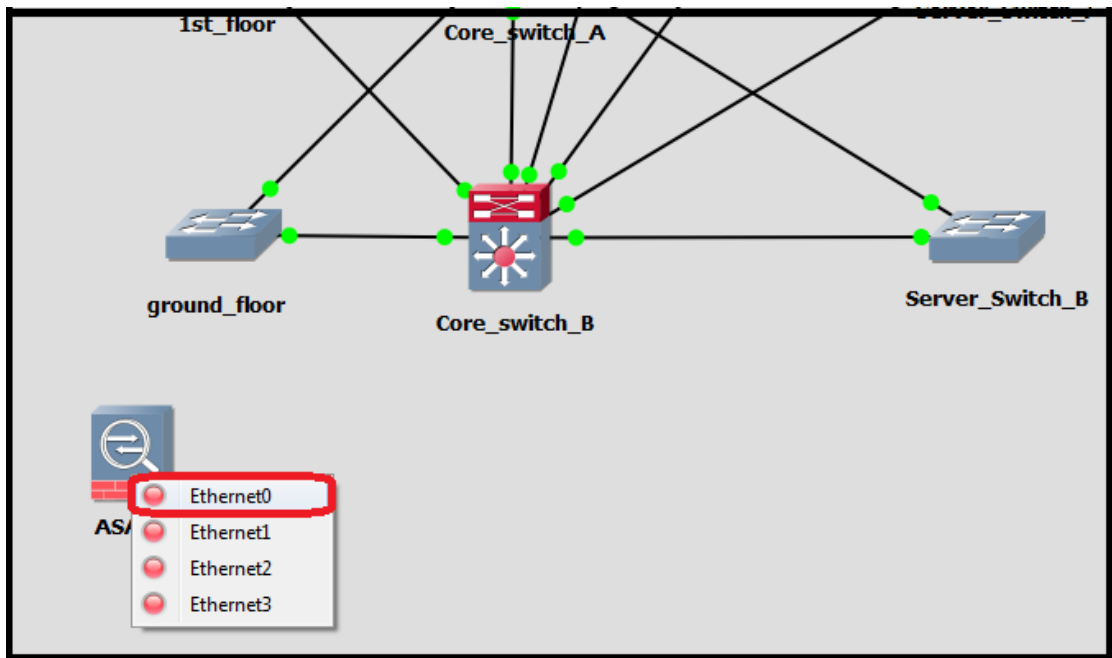 1st_floor
Core_switch_A
ground_floor
Core_switch_B
Server_Switch_B
Ethernet0
Ethernet1
Ethernet2
Ethernet3